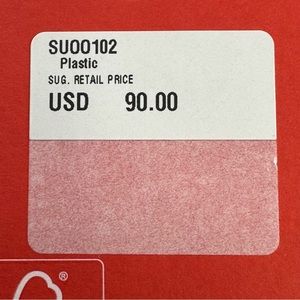 SUO0102
Plastic
SUG. RETAIL PRICE
USD 90.00
®